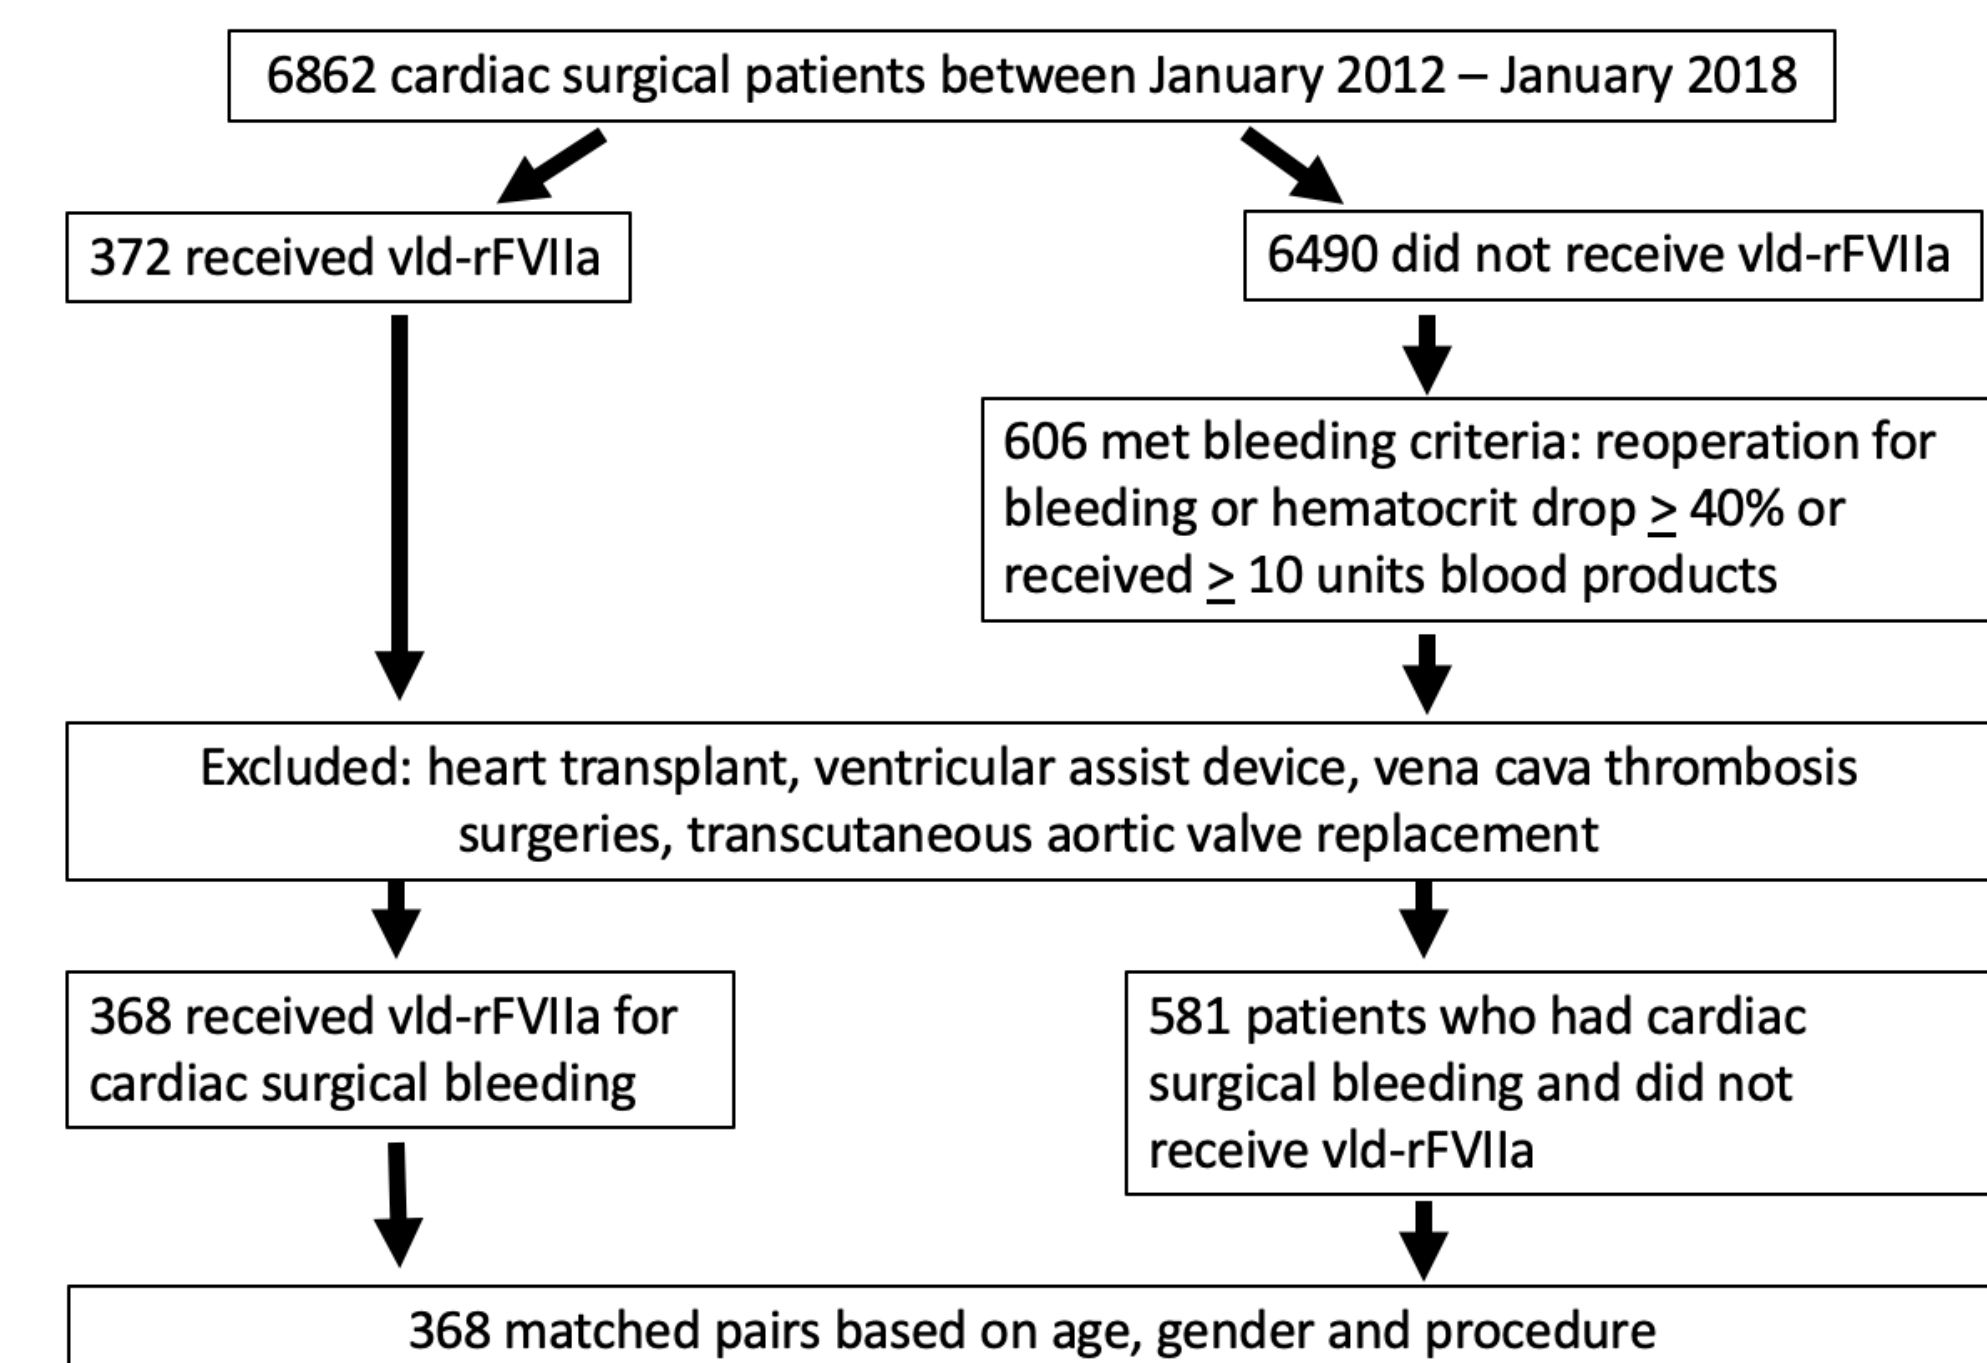 6862 cardiac surgical patients between January 2012 – January 2018
372 received vld-rFVIIa
6490 did not receive vld-rFVIIa
606 met bleeding criteria: reoperation for
bleeding or hematocrit drop ≥ 40% or
received ≥ 10 units blood products
Excluded: heart transplant, ventricular assist device, vena cava thrombosis
surgeries, transcutaneous aortic valve replacement
368 received vld-rFVIIa for
cardiac surgical bleeding
581 patients who had cardiac
surgical bleeding and did not
receive vld-rFVIIa
368 matched pairs based on age, gender and procedure